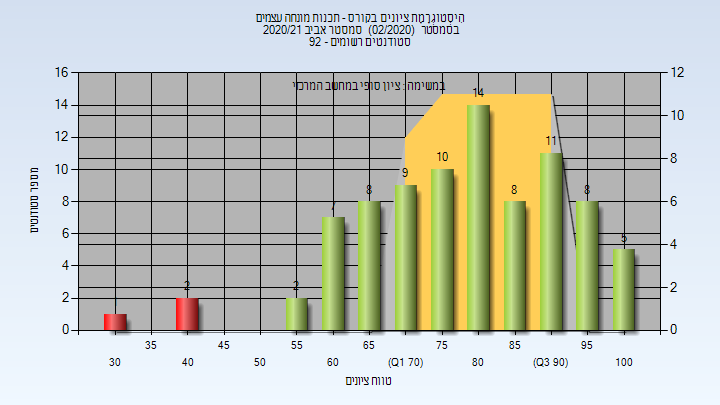 היסטוגרמת ציונים בקורס - תכנות מונחה עצמים
בסמסטר (02/2020) סמסטר אביב 2020/21
סטודנטים רשומים - 92
במשימה : ציון סופי במחשב המרכזי
מספר סטודנטים
16 14 12 10 8 6 4 2 0
12 10 8 6 4 2 0
2 2 7 8 9 10 14 8 11 8 5
35 45 55 65 75 85 95
30 40 50 60 (Q1 70) 80 (Q3 90) 100
טווח ציונים